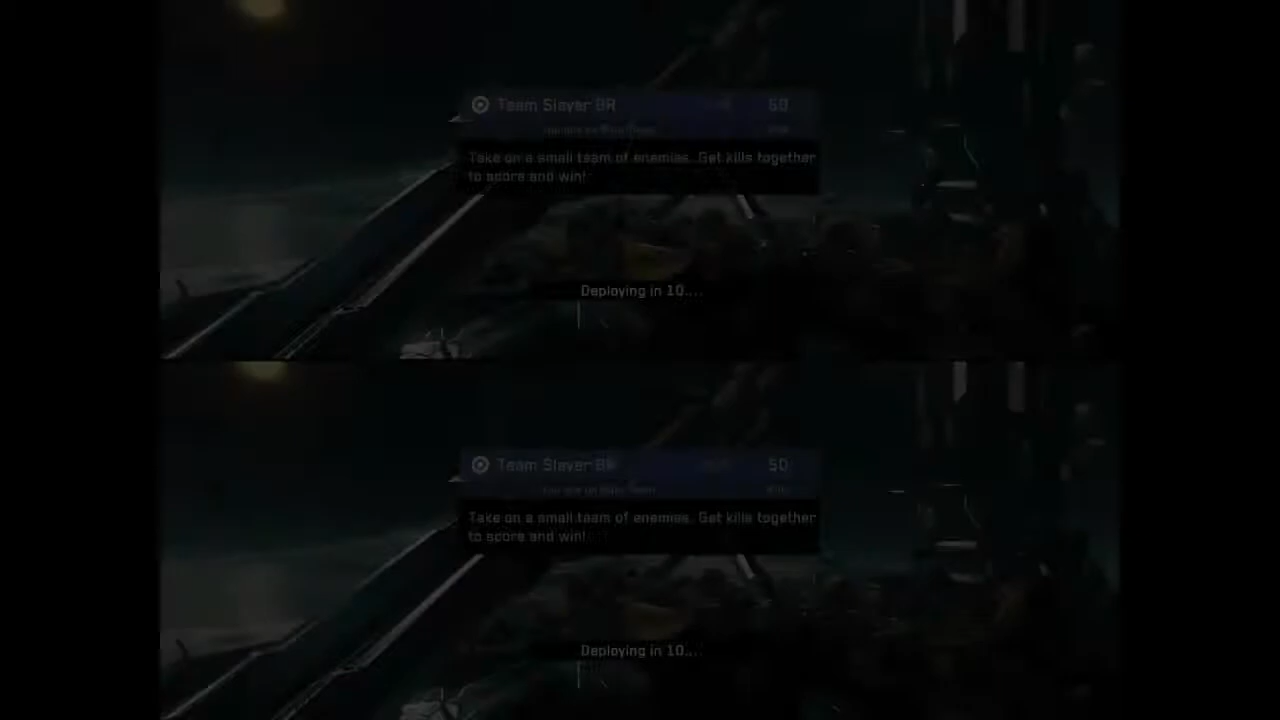 Team Slayer BR 50
Take on a small team of enemies. Get kills together
to score and win!
Deploying in 10....
Team Slayer BR 50
Take on a small team of enemies. Get kills together
to score and win!
Deploying in 10....